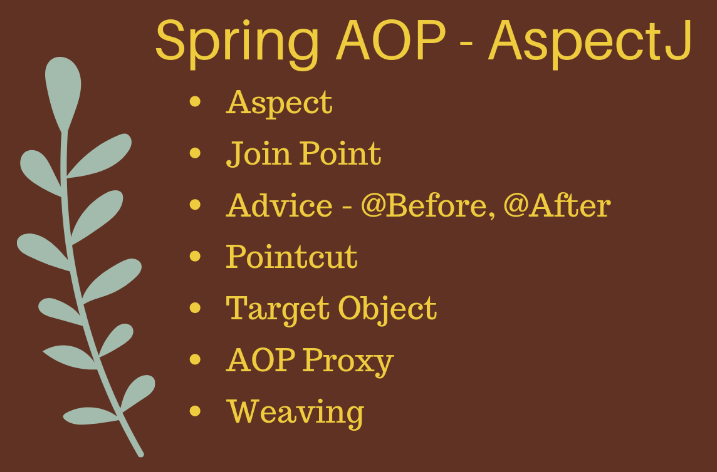 Spring AOP - AspectJ
• Aspect
• Join Point
• Advice - @Before, @After
• Pointcut
• Target Object
• AOP Proxy
• Weaving